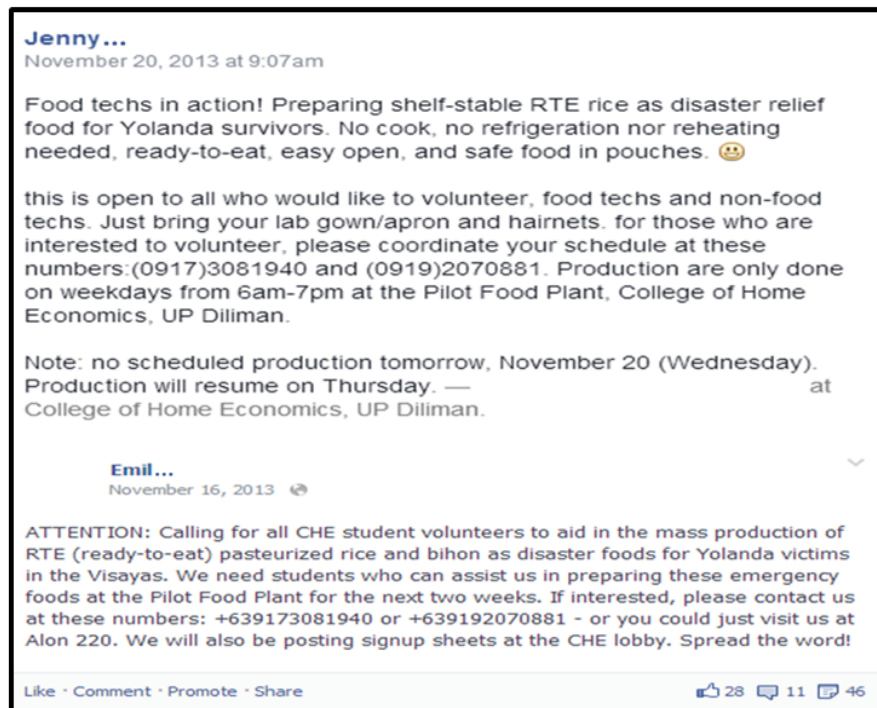 Jenny...
November 20, 2013 at 9:07am
Food techs in action! Preparing shelf-stable RTE rice as disaster relief
food for Yolanda survivors. No cook, no refrigeration nor reheating
needed, ready-to-eat, easy open, and safe food in pouches. 😀
this is open to all who would like to volunteer, food techs and non-food
techs. Just bring your lab gown/apron and hairnets. for those who are
interested to volunteer, please coordinate your schedule at these
numbers:(0917)3081940 and (0919)2070881. Production are only done
on weekdays from 6am-7pm at the Pilot Food Plant, College of Home
Economics, UP Diliman.
Note: no scheduled production tomorrow, November 20 (Wednesday).
Production will resume on Thursday. — at
College of Home Economics, UP Diliman.
Emil...
November 16, 2013
ATTENTION: Calling for all CHE student volunteers to aid in the mass production of
RTE (ready-to-eat) pasteurized rice and bihon as disaster foods for Yolanda victims
in the Visayas. We need students who can assist us in preparing these emergency
foods at the Pilot Food Plant for the next two weeks. If interested, please contact us
at these numbers: +639173081940 or +639192070881 - or you could just visit us at
Alon 220. We will also be posting signup sheets at the CHE lobby. Spread the word!
Like · Comment · Promote · Share 28 11 46